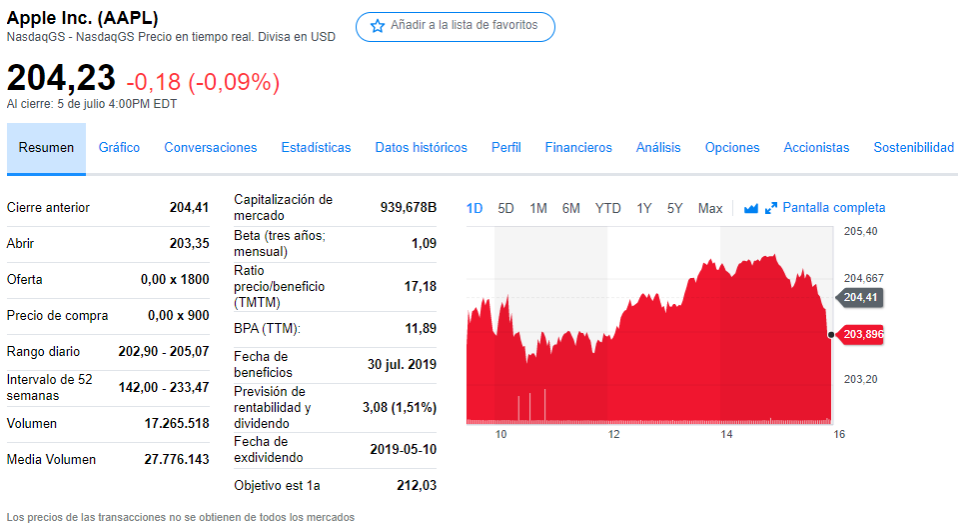 Apple Inc. (AAPL)
NasdaqGS - NasdaqGS Precio en tiempo real. Divisa en USD
Añadir a la lista de favoritos
204,23 -0,18 (-0,09%)
Al cierre: 5 de julio 4:00PM EDT
Resumen Gráfico Conversaciones Estadísticas Datos históricos Perfil Financieros Análisis Opciones Accionistas Sostenibilidad
Cierre anterior 204,41
Abrir 203,35
Oferta 0,00 x 1800
Precio de compra 0,00 x 900
Rango diario 202,90 - 205,07
Intervalo de 52
semanas 142,00 - 233,47
Volumen 17.265.518
Media Volumen 27.776.143
Capitalización de
mercado 939,678B
Beta (tres años;
mensual) 1,09
Ratio
precio/beneficio 17,18
(TMTM)
BPA (TTM): 11,89
Fecha de
beneficios 30 jul. 2019
Previsión de
rentabilidad y 3,08 (1,51%)
dividendo
Fecha de
exdividendo 2019-05-10
Objetivo est 1a 212,03
1D 5D 1M 6M YTD 1Y 5Y Max Pantalla completa
205,40
204,667
204,41
203,896
203,20
10 12 14 16
Los precios de las transacciones no se obtienen de todos los mercados